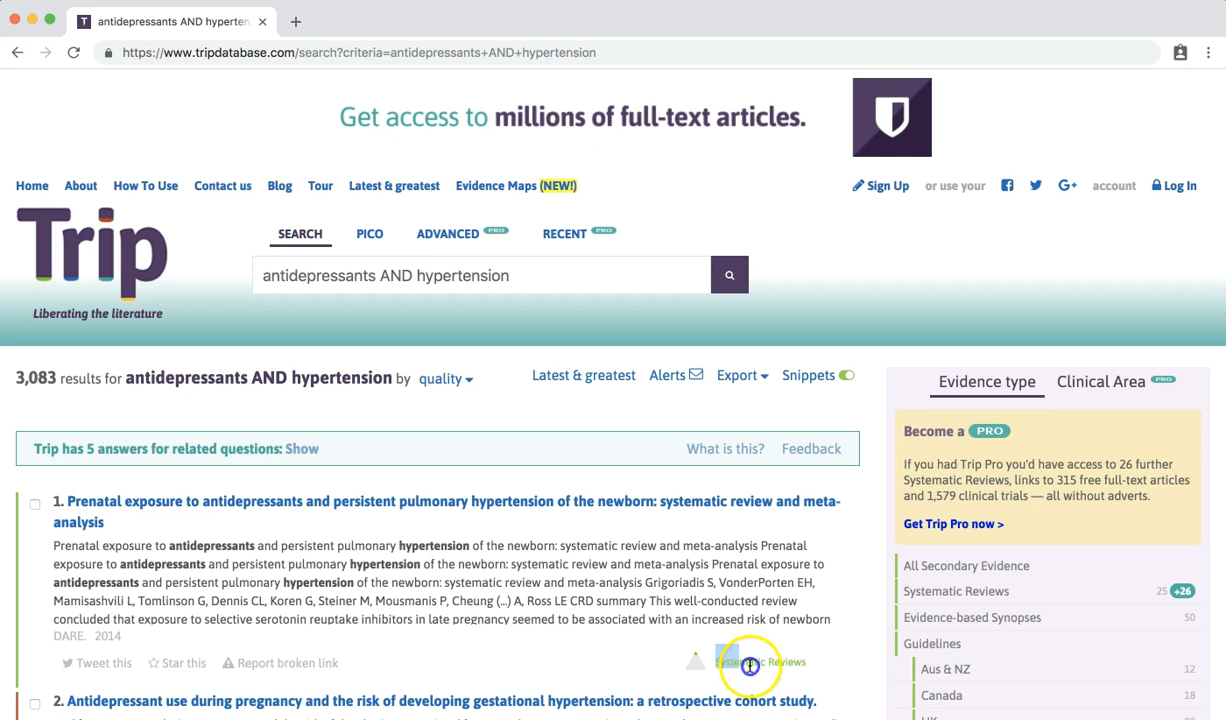 antidepressants AND hyperten
https://www.tripdatabase.com/search?criteria=antidepressants+AND+hypertension
Get access to millions of full-text articles.
Home About How To Use Contact us Blog Tour Latest & greatest Evidence Maps (NEW!) Sign Up or use your account Log In
Trip
Liberating the literature
SEARCH PICO ADVANCED PRO RECENT PRO
antidepressants AND hypertension
3,083 results for antidepressants AND hypertension by quality
Latest & greatest Alerts Export Snippets
Evidence type Clinical Area PRO
Trip has 5 answers for related questions: Show What is this? Feedback
1. Prenatal exposure to antidepressants and persistent pulmonary hypertension of the newborn: systematic review and meta-
analysis
Prenatal exposure to antidepressants and persistent pulmonary hypertension of the newborn: systematic review and meta-analysis Prenatal
exposure to antidepressants and persistent pulmonary hypertension of the newborn: systematic review and meta-analysis Prenatal exposure to
antidepressants and persistent pulmonary hypertension of the newborn: systematic review and meta-analysis Grigoriadis S, VonderPorten EH,
Mamisashvili L, Tomlinson G, Dennis CL, Koren G, Steiner M, Mousmanis P, Cheung (...) A, Ross LE CRD summary This well-conducted review
concluded that exposure to selective serotonin reuptake inhibitors in late pregnancy seemed to be associated with an increased risk of newborn
DARE. 2014
Tweet this Star this Report broken link Systematic Reviews
2. Antidepressant use during pregnancy and the risk of developing gestational hypertension: a retrospective cohort study.
Become a PRO
If you had Trip Pro you'd have access to 26 further
Systematic Reviews, links to 315 free full-text articles
and 1,579 clinical trials — all without adverts.
Get Trip Pro now >
All Secondary Evidence
Systematic Reviews 25 +26
Evidence-based Synopses 50
Guidelines
Aus & NZ 12
Canada 18